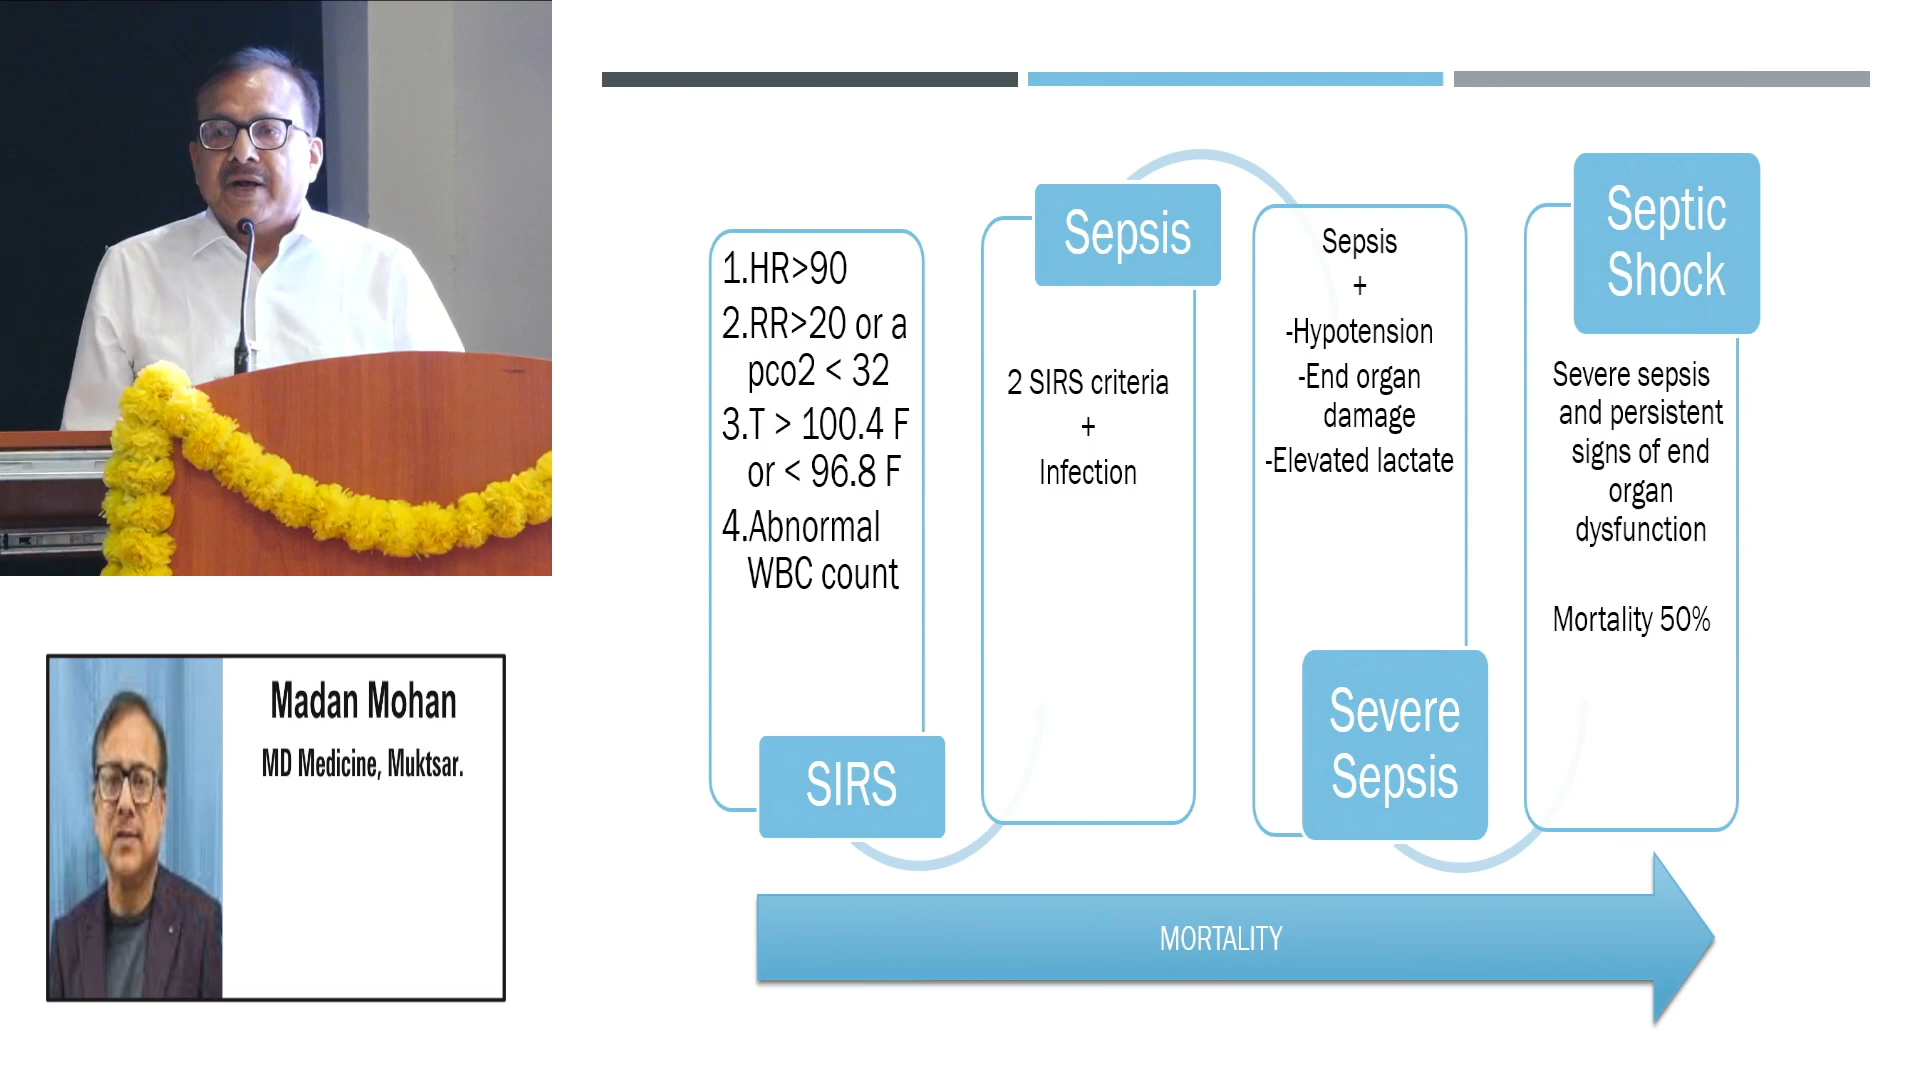 1.HR>90
2.RR>20 or a
pco2 < 32
3.T > 100.4 F
or < 96.8 F
4.Abnormal
WBC count
SIRS
Sepsis
2 SIRS criteria
+
Infection
Sepsis
+
-Hypotension
-End organ
damage
-Elevated lactate
Severe
Sepsis
Septic
Shock
Severe sepsis
and persistent
signs of end
organ
dysfunction
Mortality 50%
MORTALITY
Madan Mohan
MD Medicine, Muktsar.